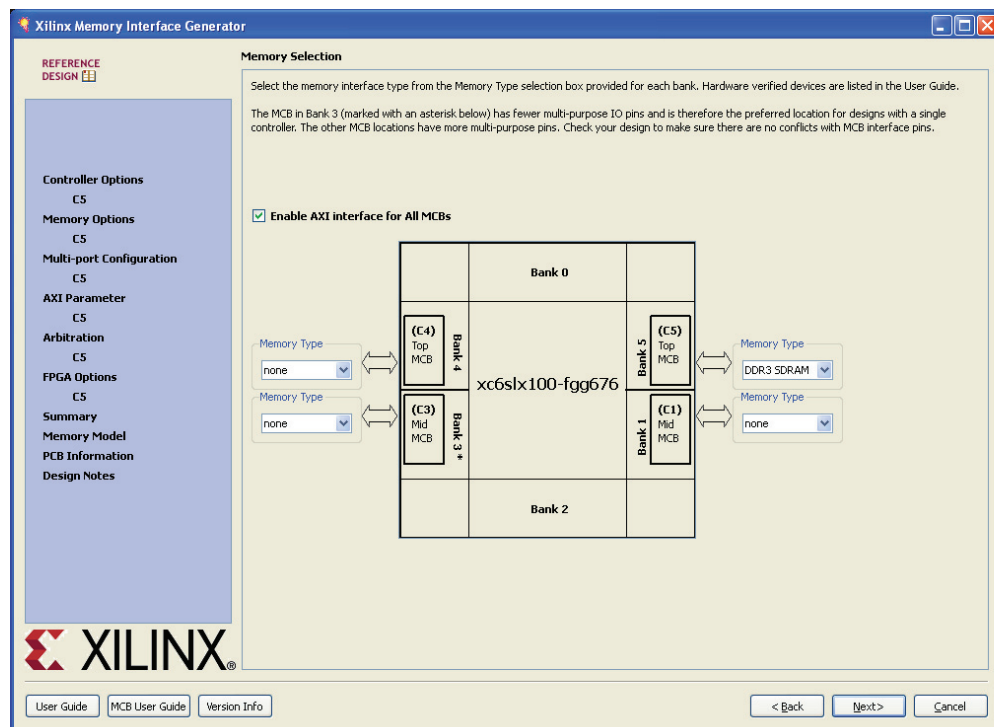 Xilinx Memory Interface Generator
REFERENCE
DESIGN
Controller Options
C5
Memory Options
C5
Multi-port Configuration
C5
AXI Parameter
C5
Arbitration
C5
FPGA Options
C5
Summary
Memory Model
PCB Information
Design Notes
XILINX®
Memory Selection
Select the memory interface type from the Memory Type selection box provided for each bank. Hardware verified devices are listed in the User Guide.
The MCB in Bank 3 (marked with an asterisk below) has fewer multi-purpose IO pins and is therefore the preferred location for designs with a single
controller. The other MCB locations have more multi-purpose pins. Check your design to make sure there are no conflicts with MCB interface pins.
Enable AXI interface for All MCBs
Bank 0
Memory Type
none
(C4)
Top
MCB
Bank 4
Memory Type
none
(C3)
Mid
MCB
Bank 3 *
xc6slx100-fgg676
Bank 5
(C5)
Top
MCB
Memory Type
DDR3 SDRAM
Bank 1
(C1)
Mid
MCB
Memory Type
none
Bank 2
User Guide
MCB User Guide
Version Info
< Back
Next>
Cancel